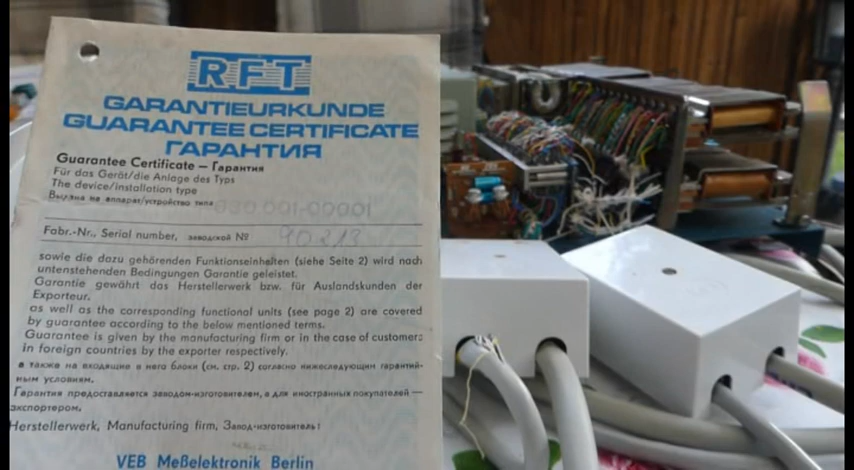 RFT
GARANTIEURKUNDE
GUARANTEE CERTIFICATE
ГАРАНТИЯ
Guarantee Certificate – Гарантия
Für das Gerät/die Anlage des Typs
The device/installation type
Выдана на аппарат/устройство типа
Fabr.-Nr., Serial number, заводской № 90213
sowie die dazu gehörenden Funktionseinheiten (siehe Seite 2) wird nach
untenstehenden Bedingungen Garantie geleistet.
Garantie gewährt das Herstellerwerk bzw. für Auslandskunden der
Exporteur.
as well as the corresponding functional units (see page 2) are covered
by guarantee according to the below mentioned terms.
Guarantee is given by the manufacturing firm or in the case of customers
in foreign countries by the exporter respectively.
а также на входящие в него блоки (см. стр. 2) согласно нижеследующим гарантий-
ным условиям.
Гарантия предоставляется заводом-изготовителем, а для иностранных покупателей —
экспортером.
Herstellerwerk, Manufacturing firm, Завод-изготовитель:
VEB Meßelektronik Berlin